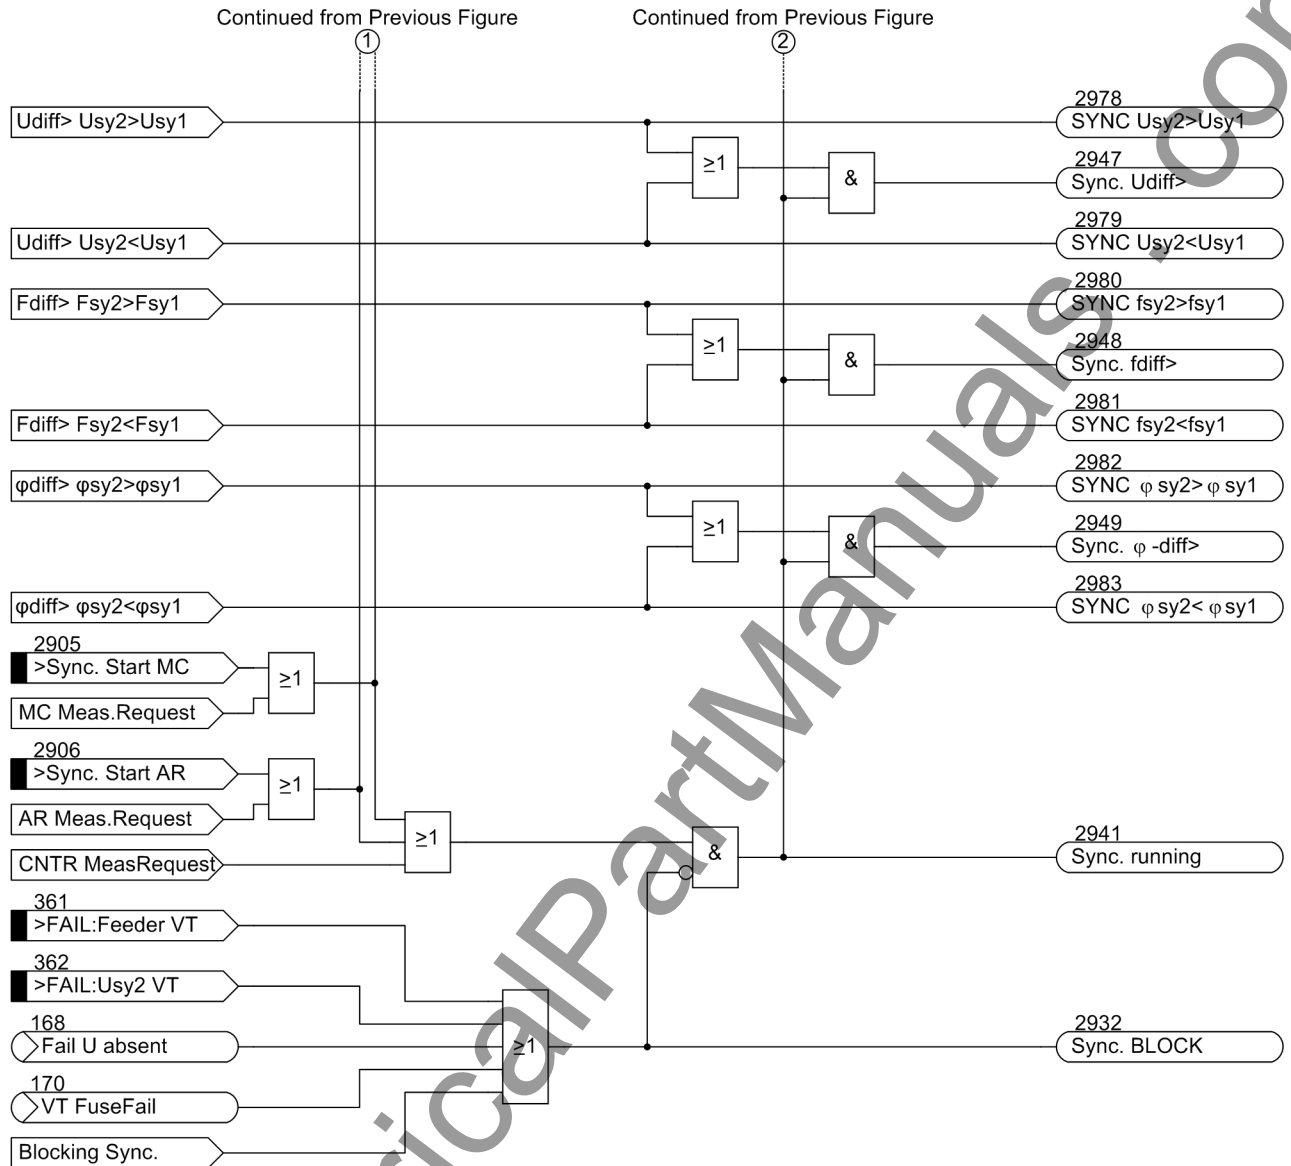 Continued from Previous Figure
Continued from Previous Figure
1
2
Udiff> Usy2>Usy1
2978
SYNC Usy2>Usy1
≥1
&
2947
Sync. Udiff>
Udiff> Usy2<Usy1
2979
SYNC Usy2<Usy1
Fdiff> Fsy2>Fsy1
2980
SYNC fsy2>fsy1
≥1
&
2948
Sync. fdiff>
Fdiff> Fsy2<Fsy1
2981
SYNC fsy2<fsy1
φdiff> φsy2>φsy1
2982
SYNC φ sy2> φ sy1
≥1
&
2949
Sync. φ -diff>
φdiff> φsy2<φsy1
2983
SYNC φ sy2< φ sy1
2905
>Sync. Start MC
≥1
MC Meas.Request
2906
>Sync. Start AR
≥1
AR Meas.Request
≥1
CNTR MeasRequest
&
2941
Sync. running
361
>FAIL:Feeder VT
362
>FAIL:Usy2 VT
168
Fail U absent
≥1
2932
Sync. BLOCK
170
VT FuseFail
Blocking Sync.
icalPartManuals . cor